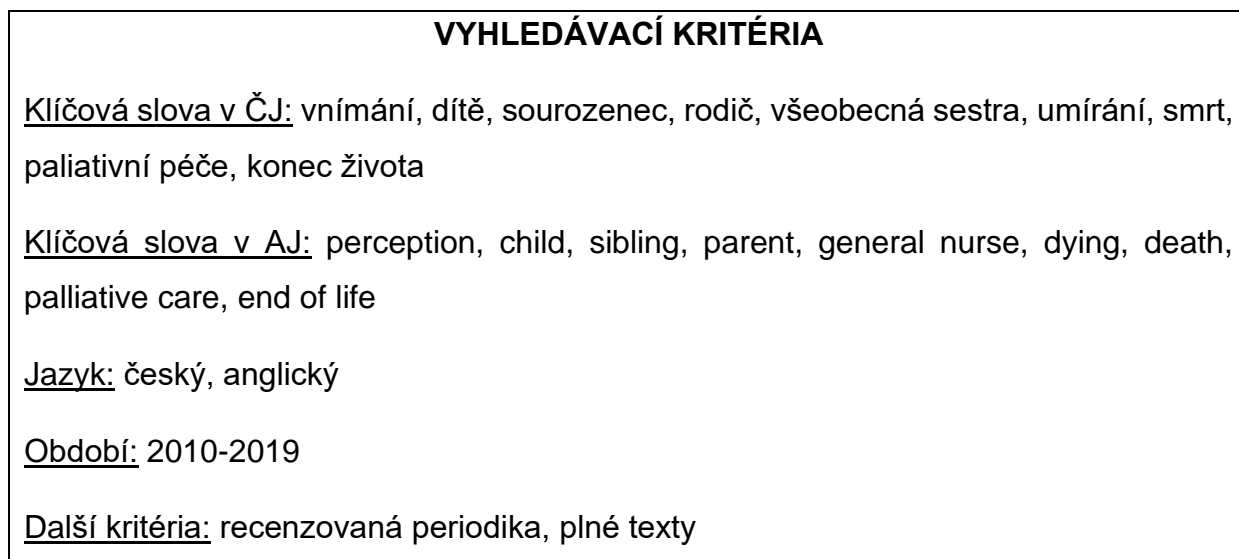 VYHLEDÁVACÍ KRITÉRIA
Klíčová slova v ČJ: vnímání, dítě, sourozenec, rodič, všeobecná sestra, umírání, smrt,
paliativní péče, konec života
Klíčová slova v AJ: perception, child, sibling, parent, general nurse, dying, death,
palliative care, end of life
Jazyk: český, anglický
Období: 2010-2019
Další kritéria: recenzovaná periodika, plné texty